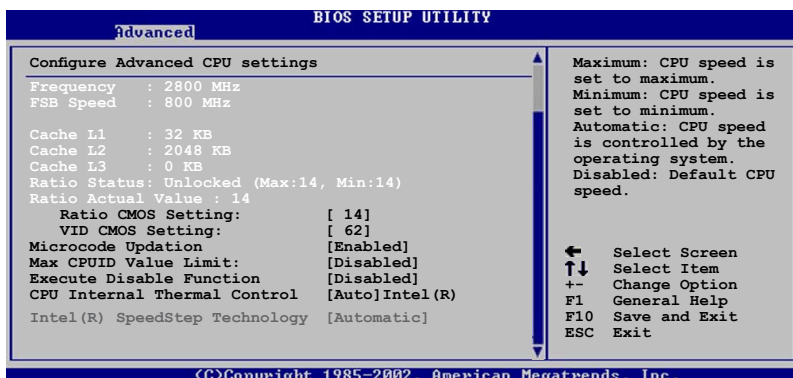 BIOS SETUP UTILITY
Advanced
Configure Advanced CPU settings
Frequency : 2800 MHz
FSB Speed : 800 MHz
Cache L1 : 32 KB
Cache L2 : 2048 KB
Cache L3 : 0 KB
Ratio Status: Unlocked (Max:14, Min:14)
Ratio Actual Value : 14
Ratio CMOS Setting: [ 14]
VID CMOS Setting: [ 62]
Microcode Updation [Enabled]
Max CPUID Value Limit: [Disabled]
Execute Disable Function [Disabled]
CPU Internal Thermal Control [Auto]Intel(R)
Intel(R) SpeedStep Technology [Automatic]
Maximum: CPU speed is
set to maximum.
Minimum: CPU speed is
set to minimum.
Automatic: CPU speed
is controlled by the
operating system.
Disabled: Default CPU
speed.
← Select Screen
↑↓ Select Item
+- Change Option
F1 General Help
F10 Save and Exit
ESC Exit
(C)Copyright 1985-2002, American Megatrends, Inc.